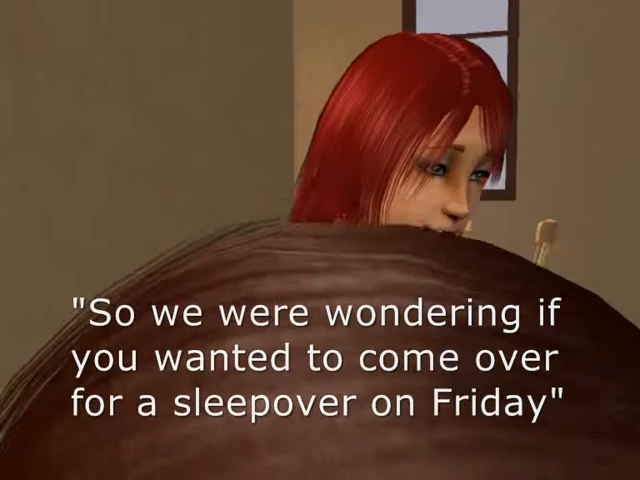 "So we were wondering if
you wanted to come over
for a sleepover on Friday"